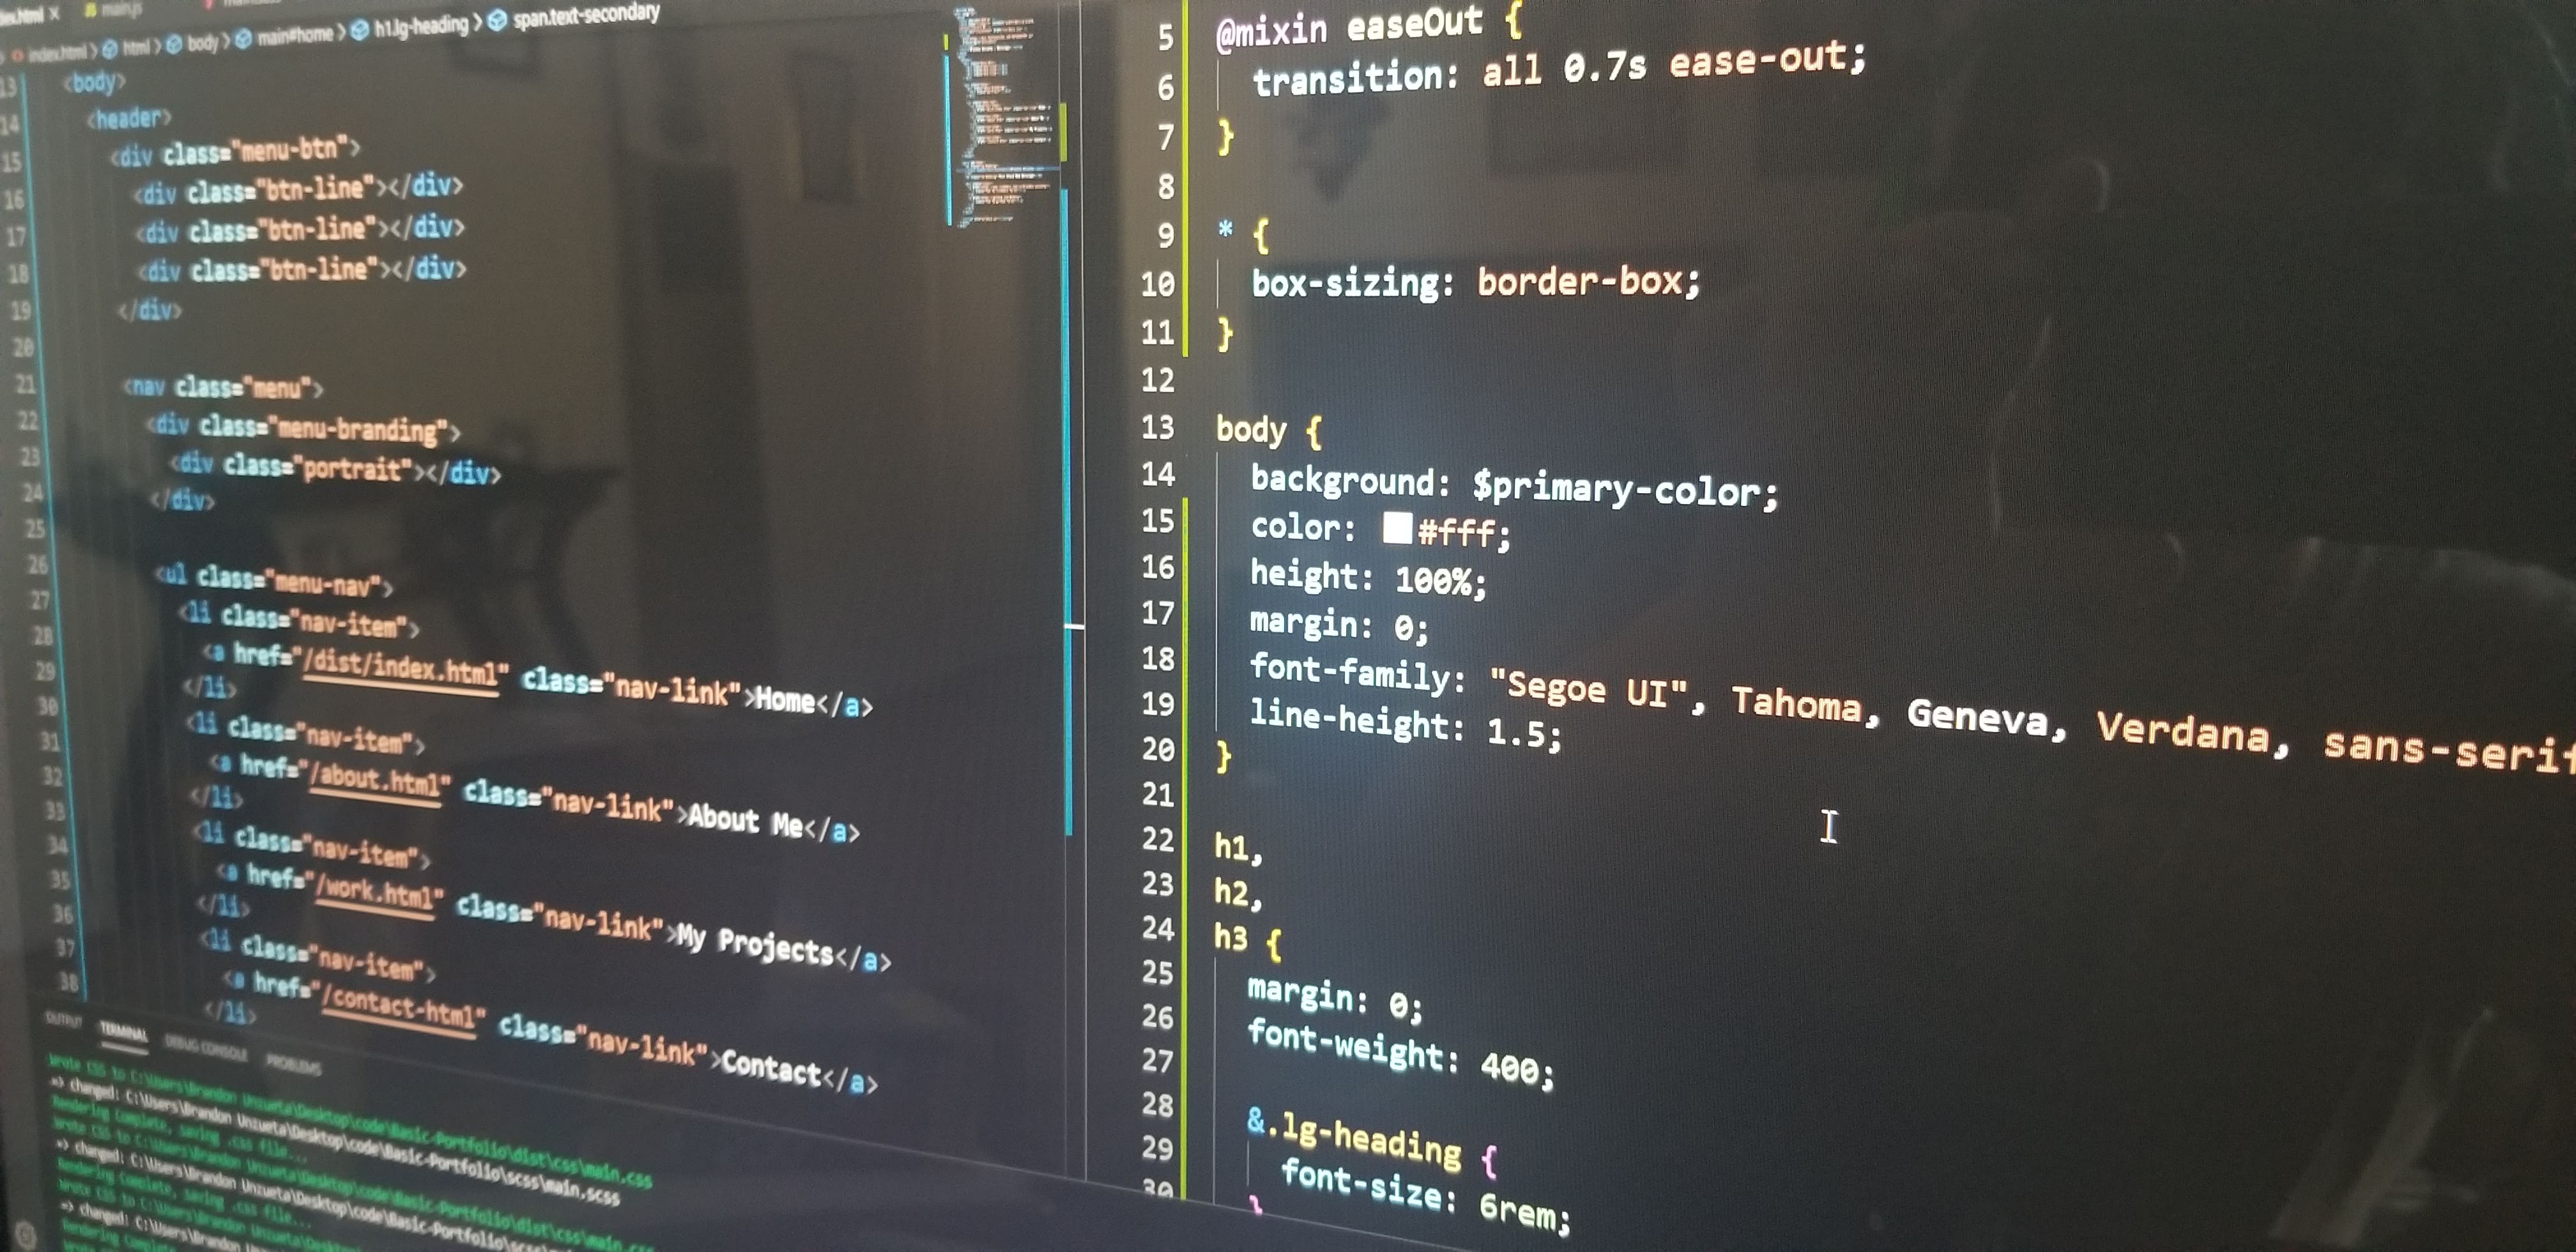 index.html > html > body > main#home > h1.lg-heading > span.text-secondary
13 <body>
14 <header>
15 <div class="menu-btn">
16 <div class="btn-line"></div>
17 <div class="btn-line"></div>
18 <div class="btn-line"></div>
19 </div>
20
21 <nav class="menu">
22 <div class="menu-branding">
23 <div class="portrait"></div>
24 </div>
25
26 <ul class="menu-nav">
27 <li class="nav-item">
28 <a href="/dist/index.html" class="nav-link">Home</a>
29 </li>
30 <li class="nav-item">
31 <a href="/about.html" class="nav-link">About Me</a>
32 </li>
33 <li class="nav-item">
34 <a href="/work.html" class="nav-link">My Projects</a>
35 </li>
36 <li class="nav-item">
37 <a href="/contact-html" class="nav-link">Contact</a>
38 </li>
OUTPUT TERMINAL DEBUG CONSOLE PROBLEMS
Wrote CSS to C:\Users\Brandon Unzueta\Desktop\code\Basic-Portfolio\dist\css\main.css
=> changed: C:\Users\Brandon Unzueta\Desktop\code\Basic-Portfolio\scss\main.scss
Rendering Complete, saving .css file...
Wrote CSS to C:\Users\Brandon Unzueta\Desktop\code\Basic-Portfolio\dist\css\main.css
=> changed: C:\Users\Brandon Unzueta\Desktop\code\Basic-Portfolio\scss
Rendering Complete, saving .css file...
Wrote CSS to C:\Users\Brandon Unzueta\Desktop
=> changed: C:\Users\Brandon
Rendering Complete
5 @mixin easeOut {
6 transition: all 0.7s ease-out;
7 }
8
9 * {
10 box-sizing: border-box;
11 }
12
13 body {
14 background: $primary-color;
15 color: #fff;
16 height: 100%;
17 margin: 0;
18 font-family: "Segoe UI", Tahoma, Geneva, Verdana, sans-serif
19 line-height: 1.5;
20 }
21
22 h1,
23 h2,
24 h3 {
25 margin: 0;
26 font-weight: 400;
27
28 &.lg-heading {
29 font-size: 6rem;
30 }